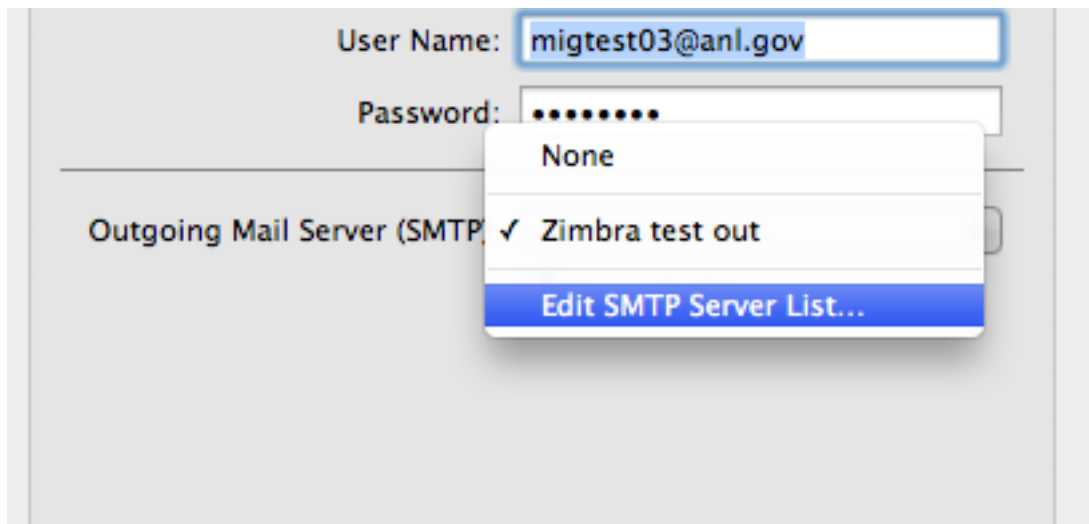 User Name: migtest03@anl.gov
Password: ••••••••
None
Outgoing Mail Server (SMTP) ✓ Zimbra test out
Edit SMTP Server List...